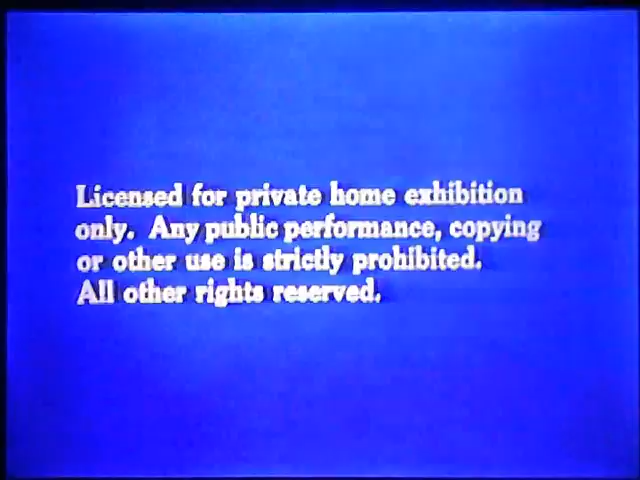 Licensed for private home exhibition
only. Any public performance, copying
or other use is strictly prohibited.
All other rights reserved.